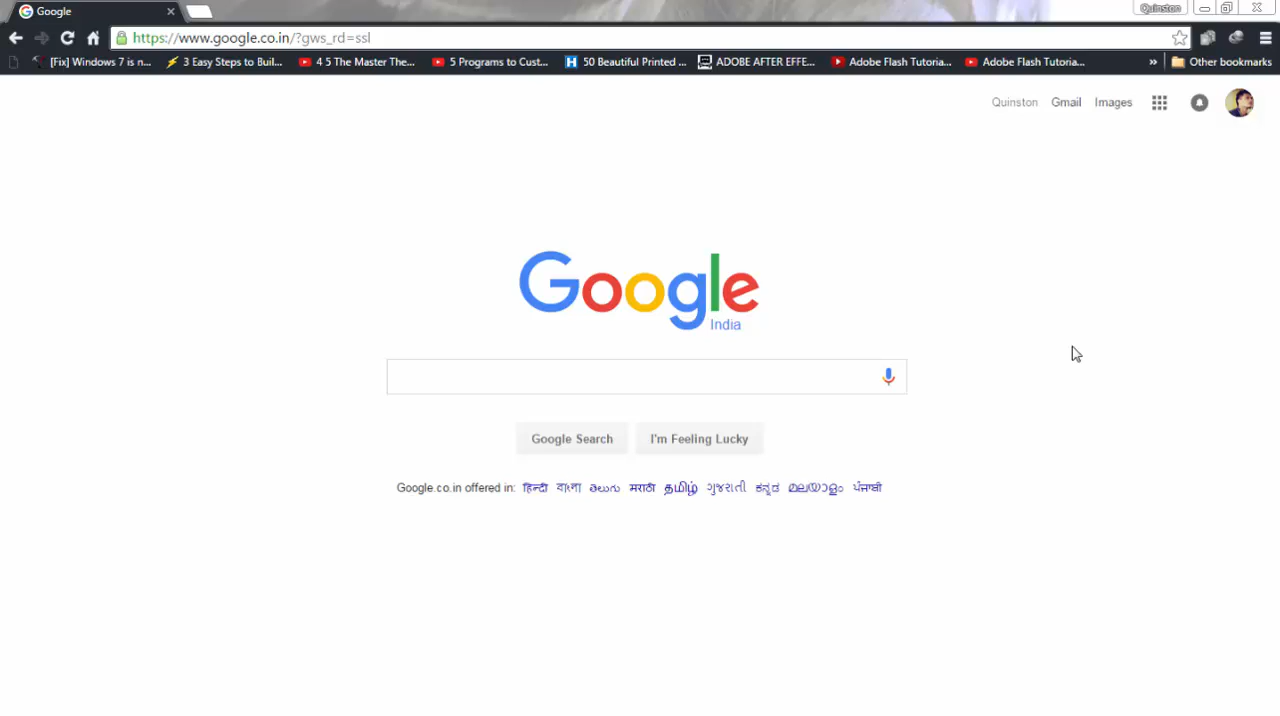 Google
Quinston
https://www.google.co.in/?gws_rd=ssl
[Fix] Windows 7 is n...
3 Easy Steps to Buil...
4 5 The Master The...
5 Programs to Cust...
H 50 Beautiful Printed ...
ADOBE AFTER EFFE...
Adobe Flash Tutoria...
Adobe Flash Tutoria...
» Other bookmarks
Quinston Gmail Images
Google
India
Google Search I'm Feeling Lucky
Google.co.in offered in: हिन्दी বাংলা తెలుగు मराठी தமிழ் ગુજરાતી ಕನ್ನಡ മലയാളം ਪੰਜਾਬੀ